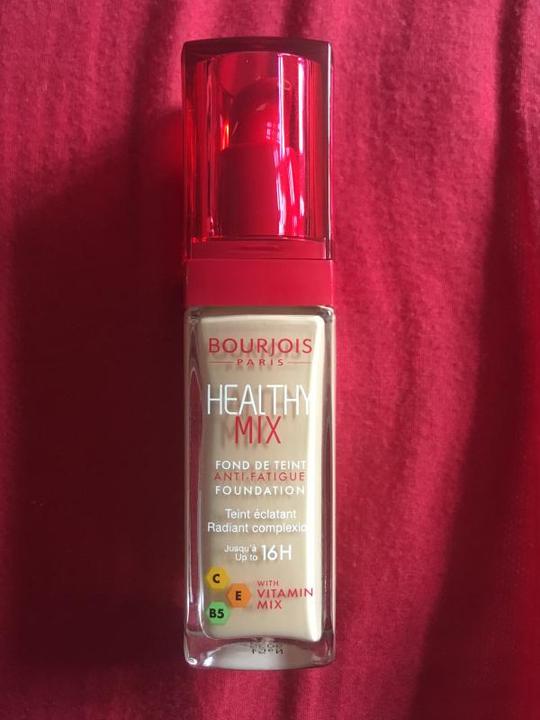 BOURJOIS
PARIS
HEALTHY
MIX
FOND DE TEINT
ANTI-FATIGUE
FOUNDATION
Teint éclatant
Radiant complexio
Jusqu'à
Up to 16H
C
E
B5
WITH
VITAMIN
MIX